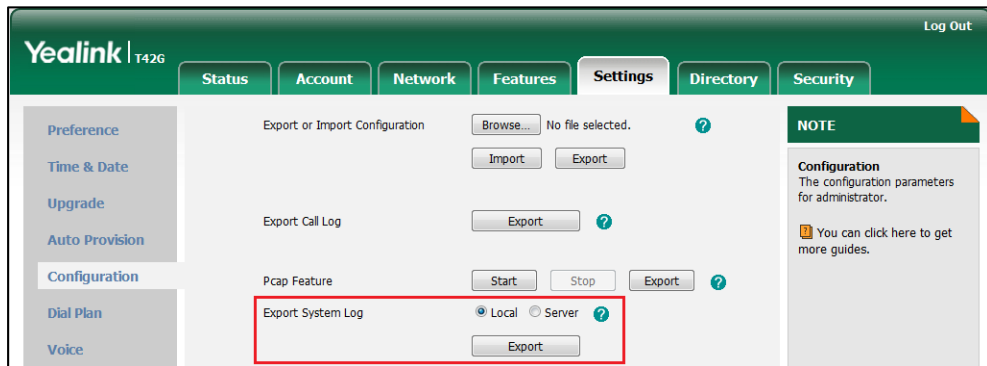 Log Out
Yealink T42G
Status Account Network Features Settings Directory Security
Preference
Time & Date
Upgrade
Auto Provision
Configuration
Dial Plan
Voice
Export or Import Configuration Browse... No file selected. ?
Import Export
Export Call Log Export ?
Pcap Feature Start Stop Export ?
Export System Log Local Server ?
Export
NOTE
Configuration
The configuration parameters
for administrator.
? You can click here to get
more guides.